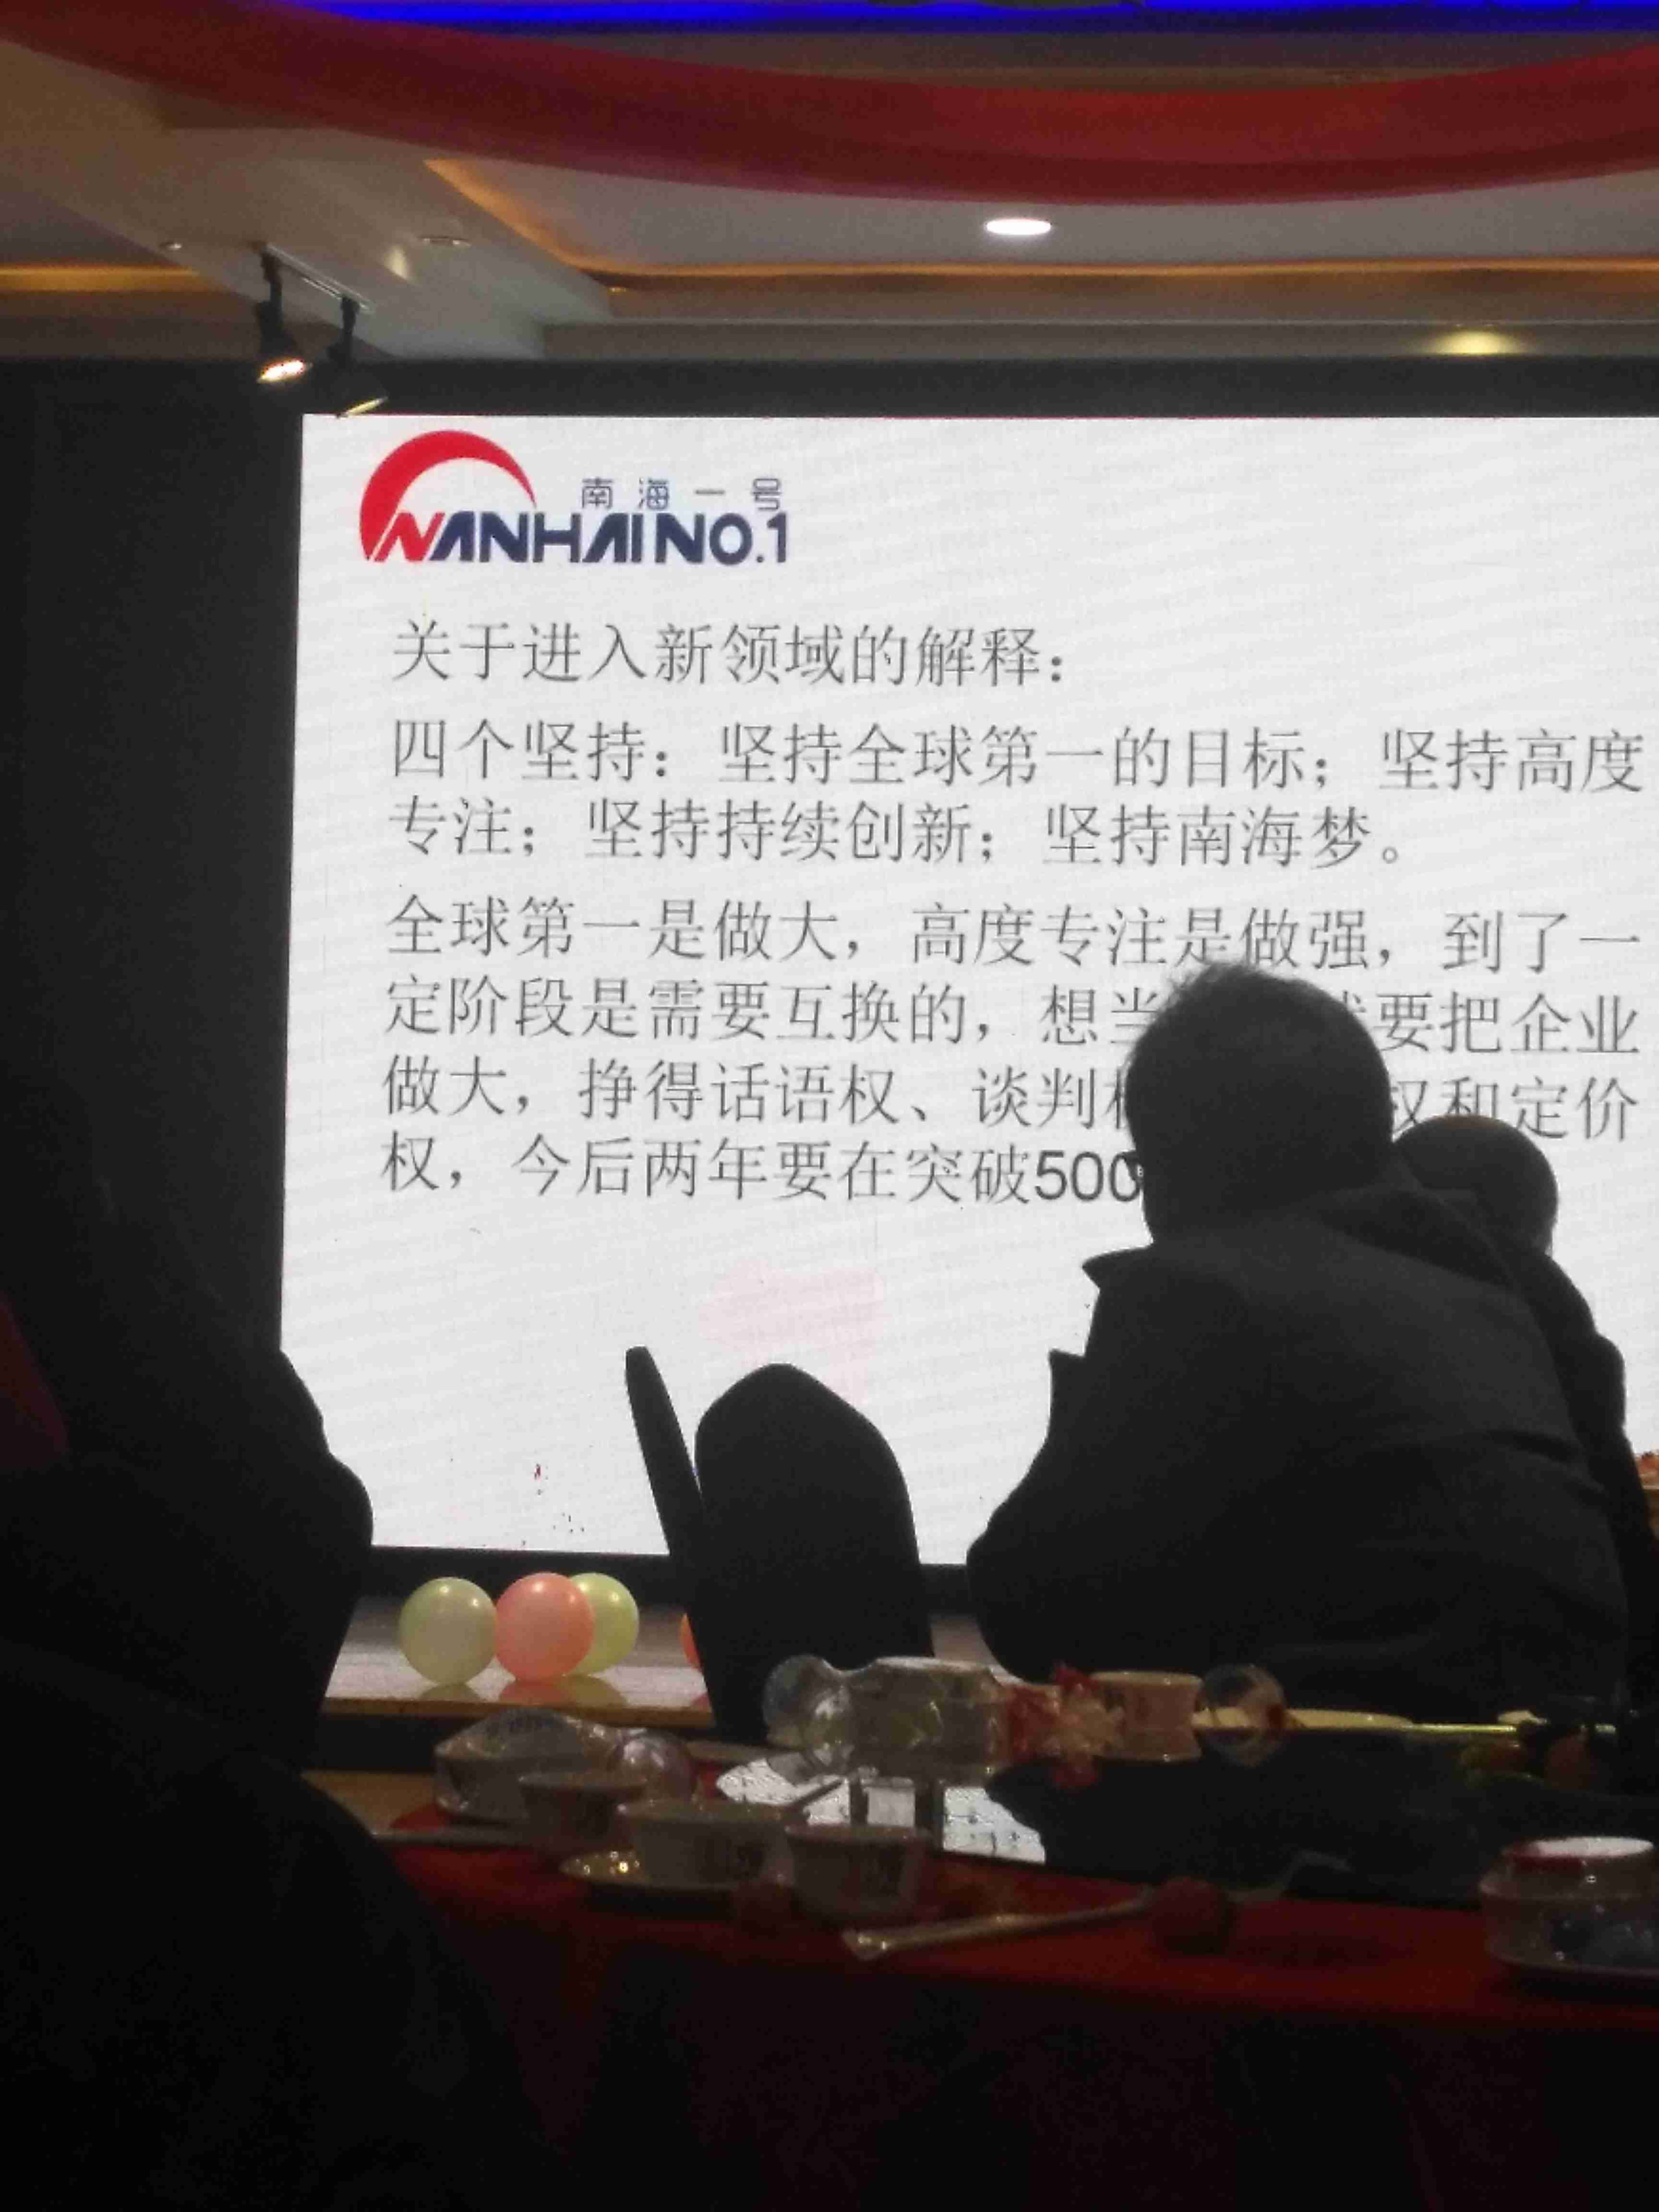 南海一号
NANHAI NO.1
关于进入新领域的解释：
四个坚持：坚持全球第一的目标；坚持高度
专注；坚持持续创新；坚持南海梦。
全球第一是做大，高度专注是做强，到了一
定阶段是需要互换的，想当 要把企业
做大，挣得话语权、谈判 权和定价
权，今后两年要在突破500